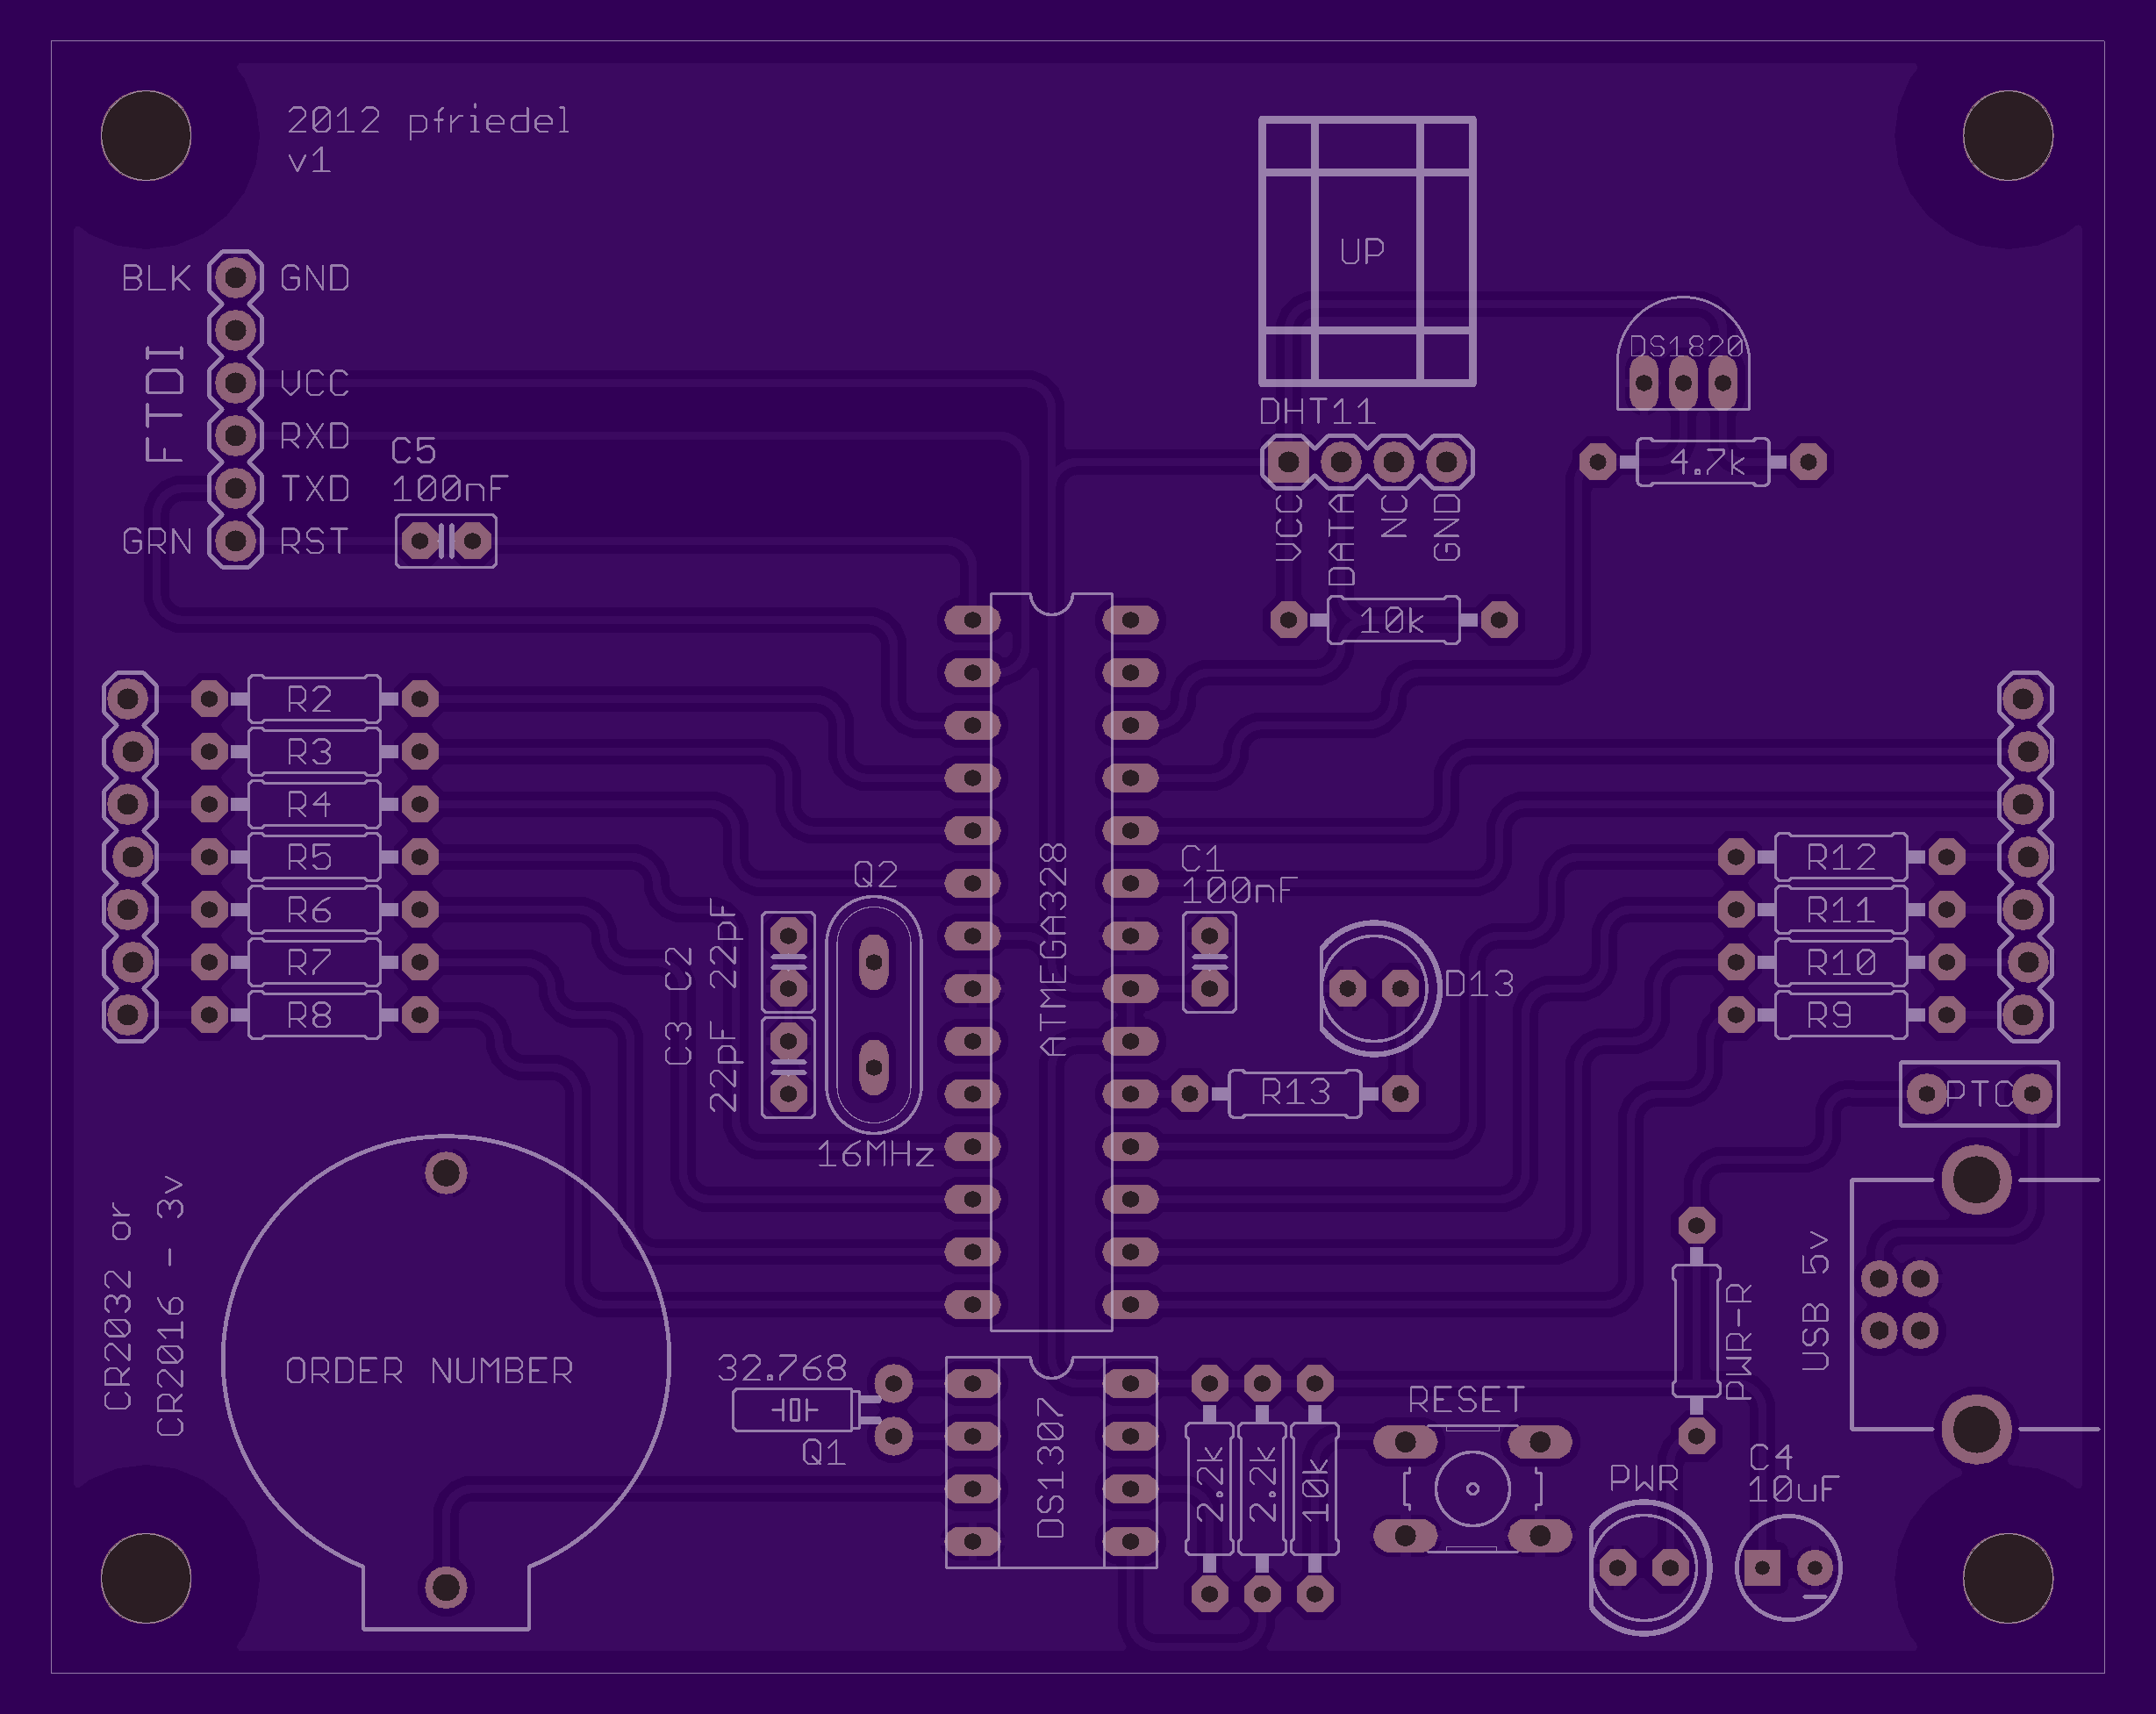 2012 pfriedel
v1
UP
BLK
GND
DS1820
FTDI
VCC
DHT11
RXD
C5
4.7k
TXD
100nF
VCC
DATA
NC
GND
GRN
RST
10k
R2
R3
R4
R5
R6
R7
R8
Q2
C2
22pF
C3
22pF
16MHz
ATMEGA328
C1
100nF
D13
R13
R12
R11
R10
R9
PTC
CR2032 or
CR2016 - 3v
ORDER NUMBER
32.768
Q1
DS1307
2.2k
2.2k
10k
RESET
PWR-R
USB 5v
PWR
C4
10uF